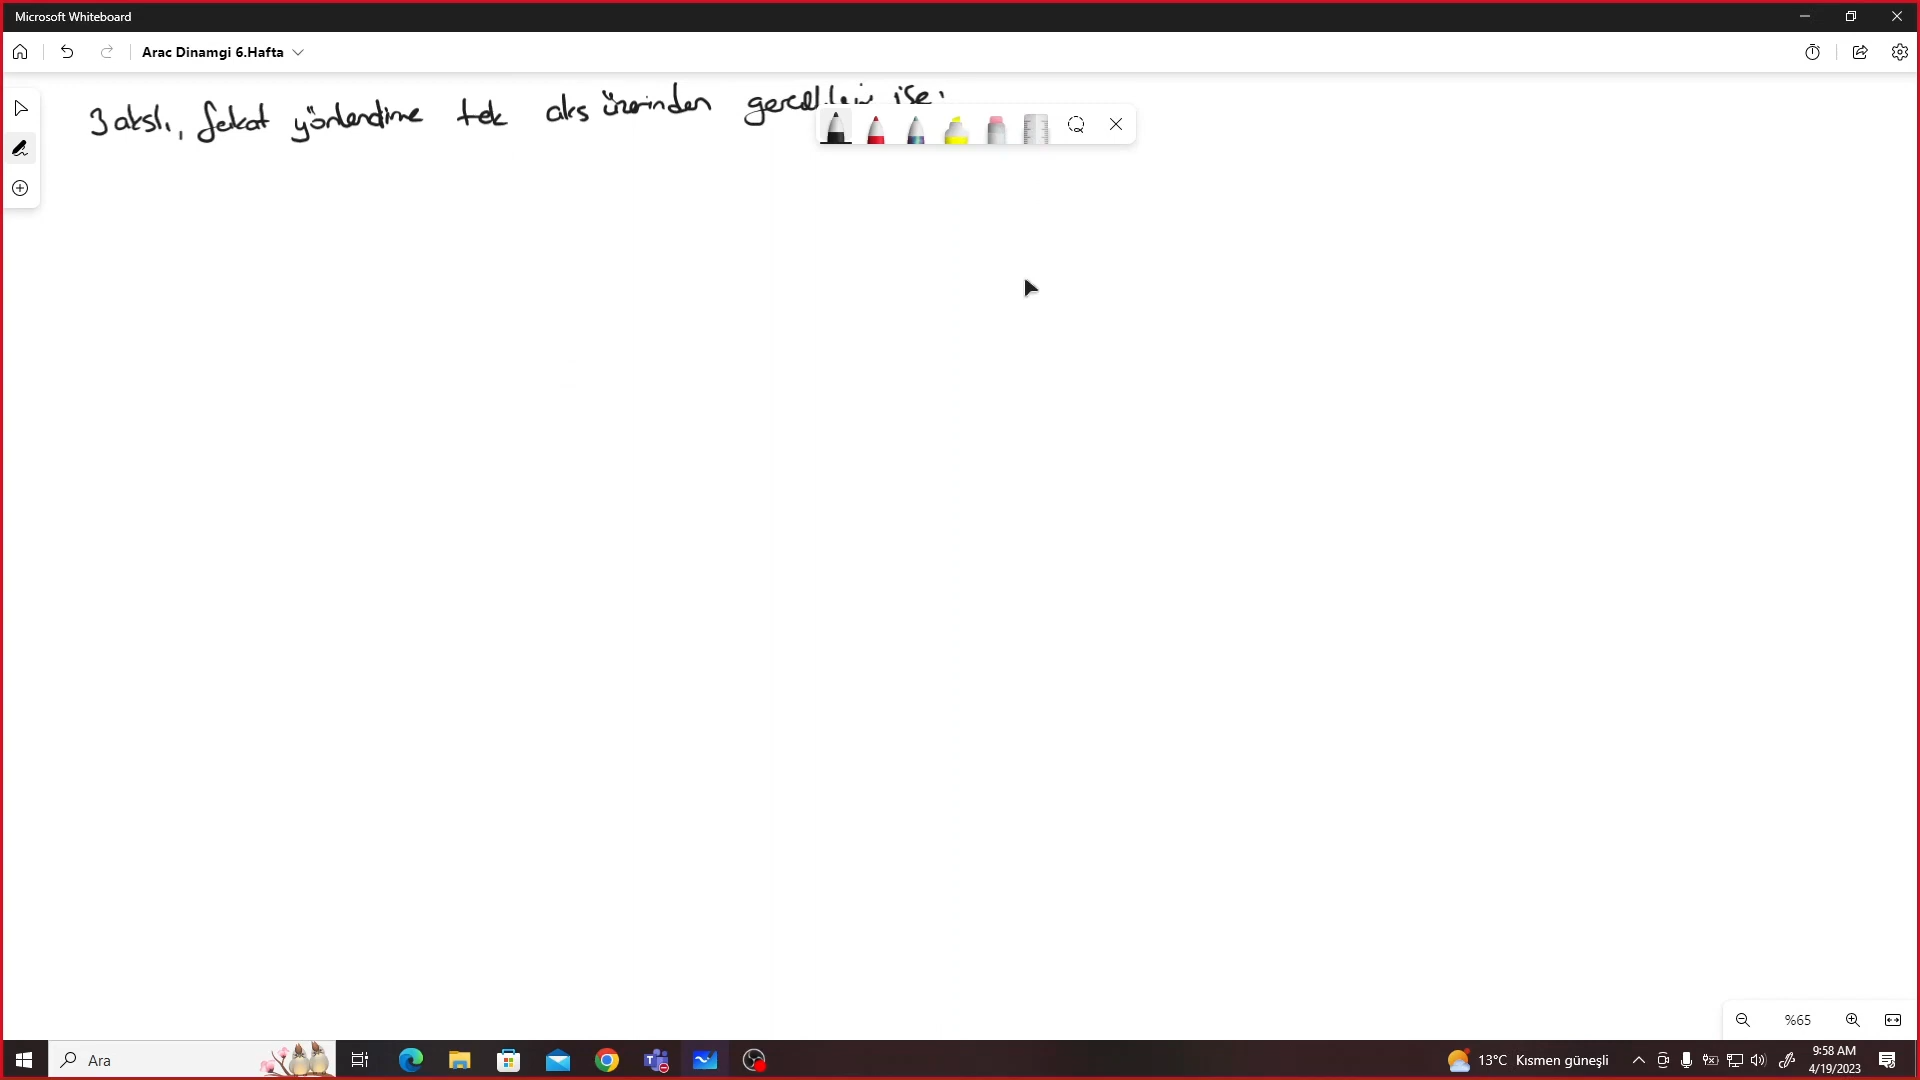 Microsoft Whiteboard
Arac Dinamgi 6.Hafta
3 akslı, fakat yönlendirme tek aks üzerinden ise;
%65
Ara
13°C Kısmen güneşli
9:58 AM
4/19/2023